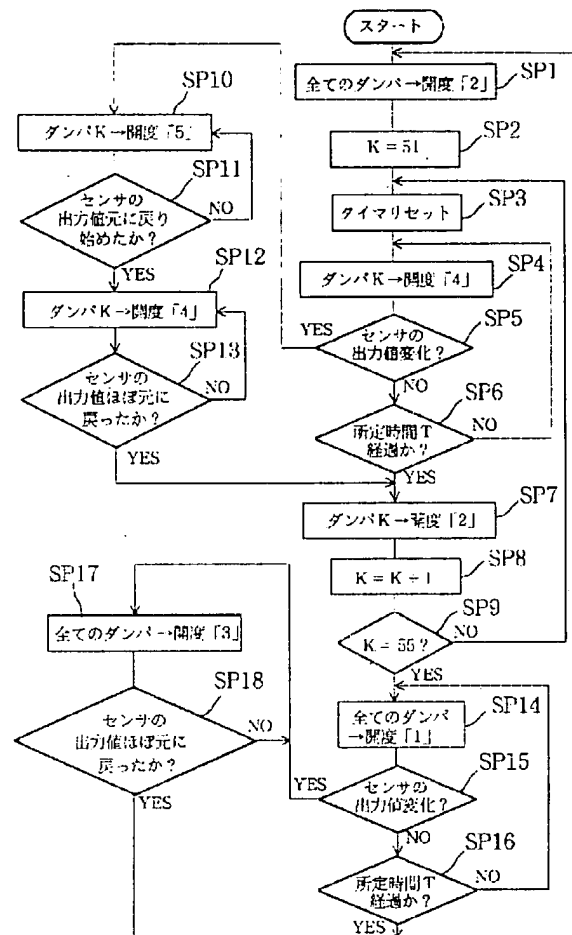 スタート
SP1
全てのダンパ→開度「2」
SP2
K = 51
SP3
タイマリセット
SP4
ダンパK→開度「4」
SP5
センサの
出力値変化?
YES
NO
SP6
所定時間T
経過か?
NO
YES
SP7
ダンパK→開度「2」
SP8
K = K + 1
SP9
K = 55?
NO
YES
SP10
ダンパK→開度「5」
SP11
センサの
出力値元に戻り
始めたか?
NO
YES
SP12
ダンパK→開度「4」
SP13
センサの
出力値ほぼ元に
戻ったか?
NO
YES
SP14
全てのダンパ
→開度「1」
SP15
センサの
出力値変化?
YES
NO
SP16
所定時間T
経過か?
NO
YES
SP17
全てのダンパ→開度「3」
SP18
センサの
出力値ほぼ元に
戻ったか?
NO
YES